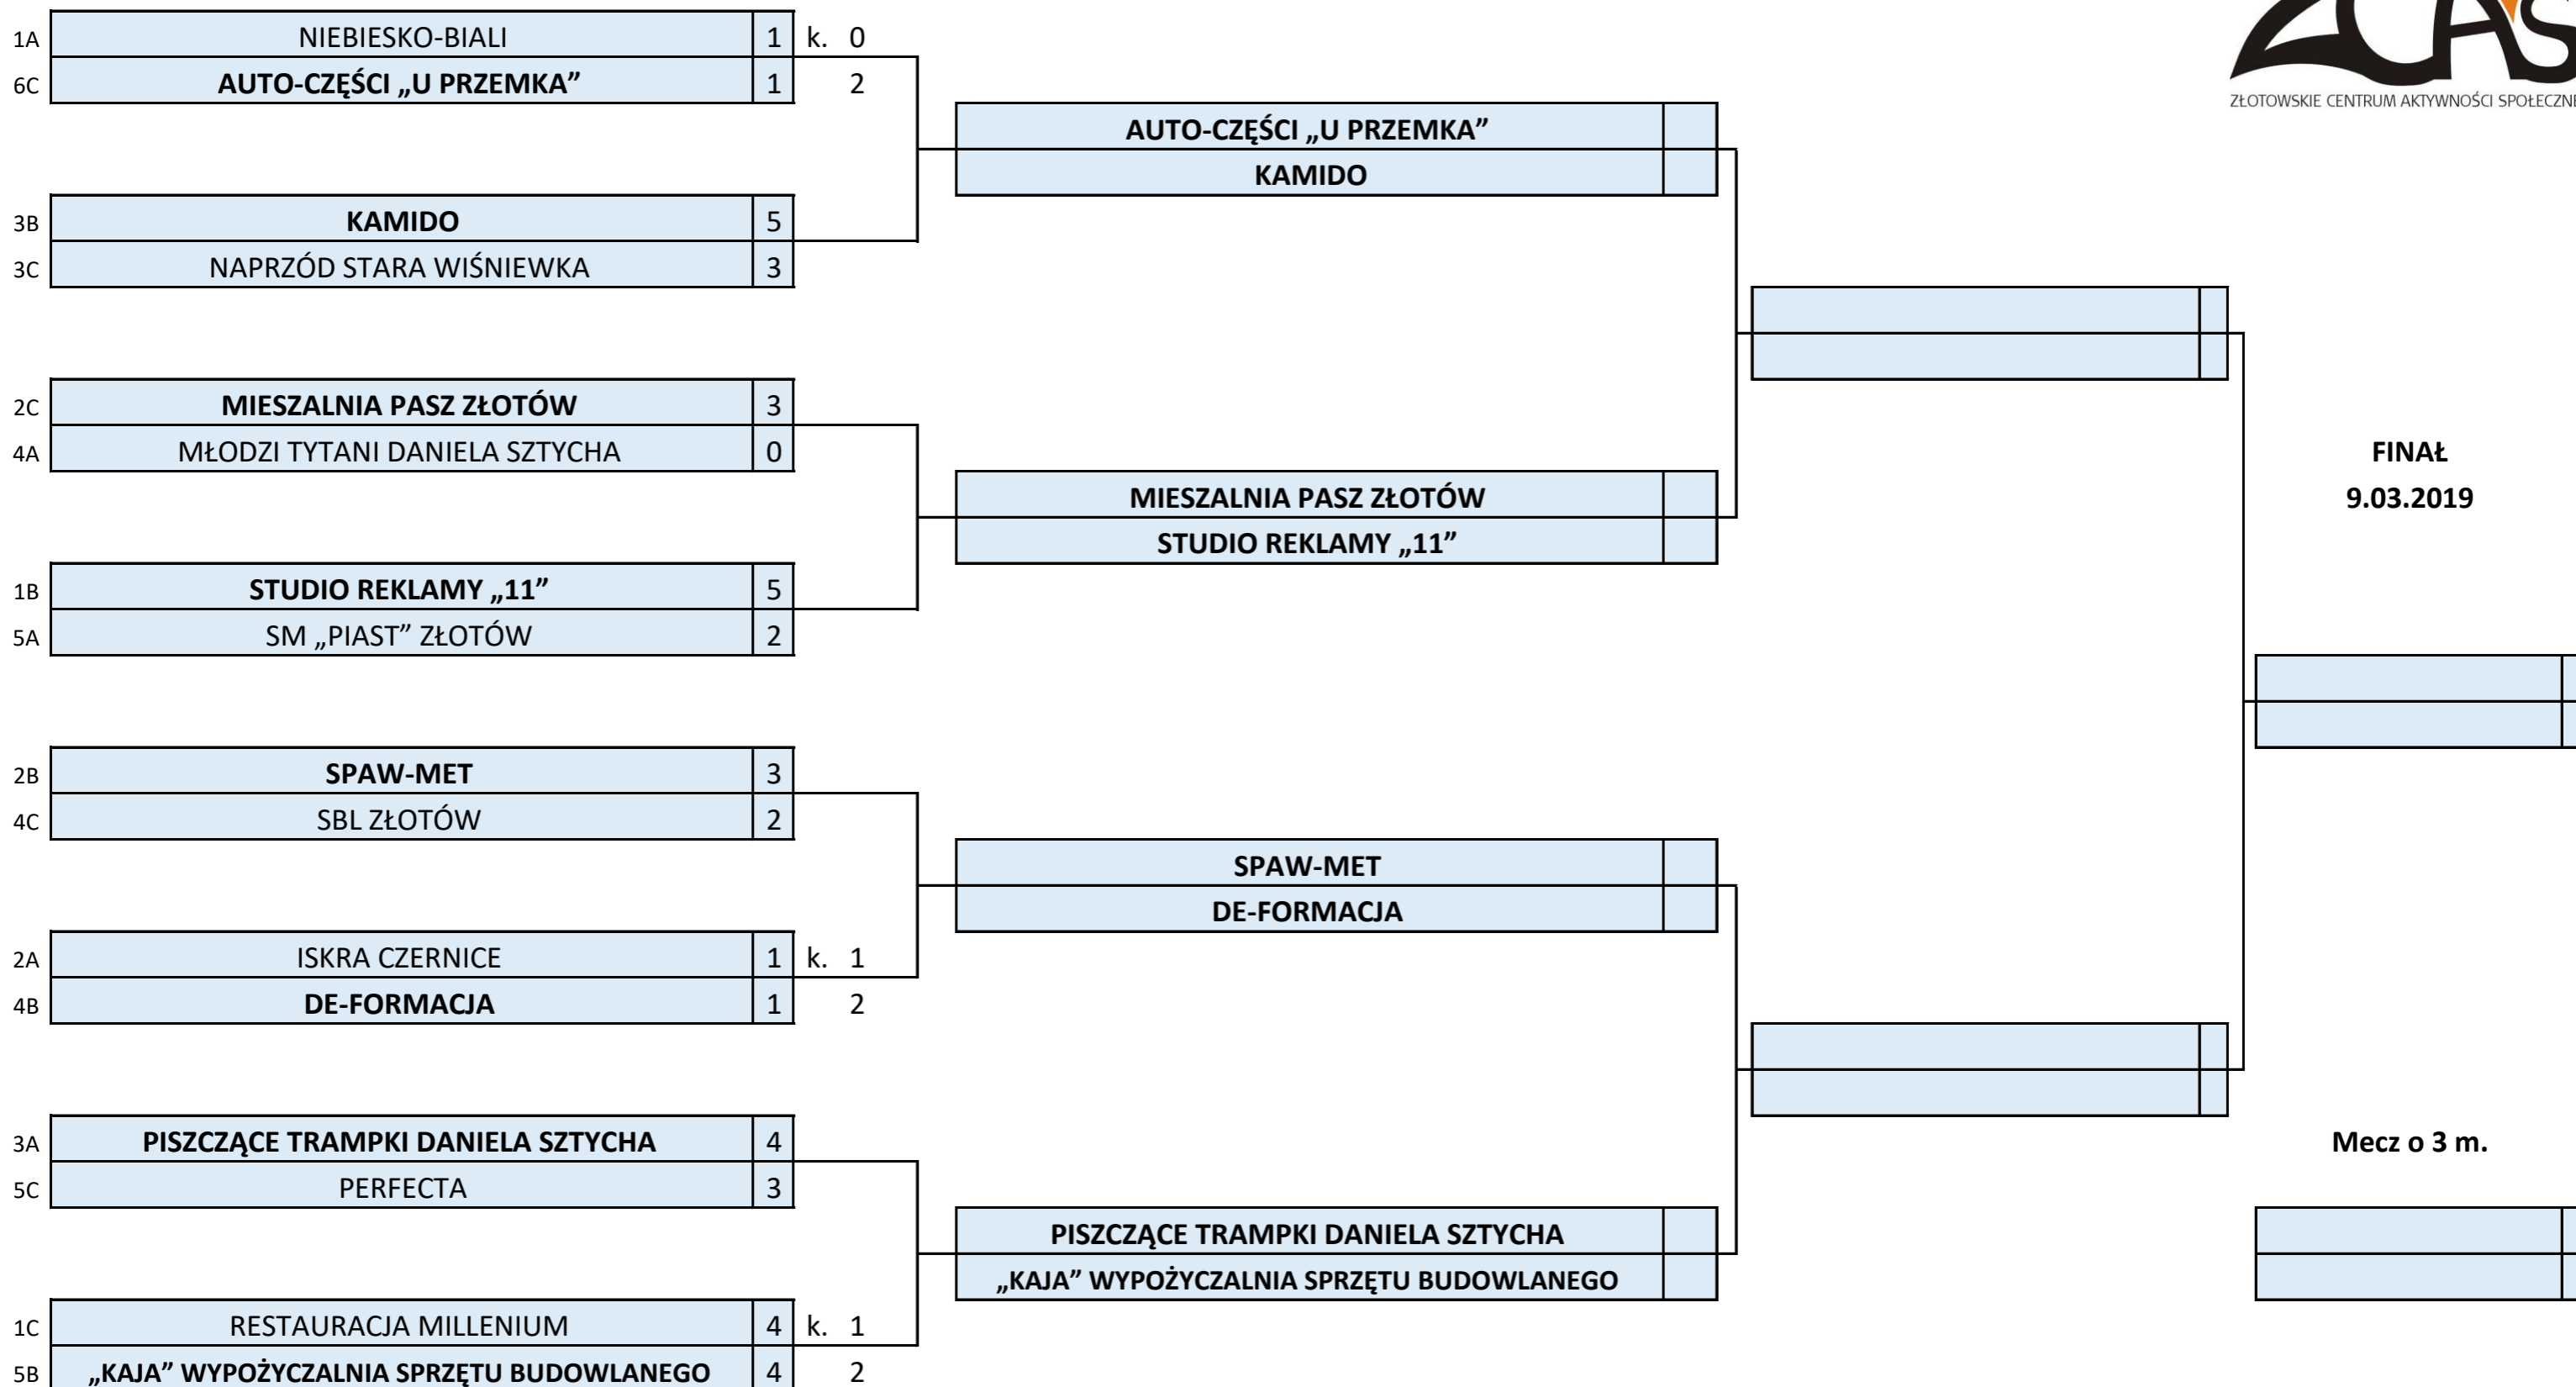 1A NIEBIESKO-BIALI 1 k. 0
6C AUTO-CZĘŚCI „U PRZEMKA” 1 2
ZŁOTOWSKIE CENTRUM AKTYWNOŚCI
AUTO-CZĘŚCI „U PRZEMKA”
KAMIDO
3B KAMIDO 5
3C NAPRZÓD STARA WIŚNIEWKA 3
2C MIESZALNIA PASZ ZŁOTÓW 3
4A MŁODZI TYTANI DANIELA SZTYCHA 0
FINAŁ
9.03.2019
MIESZALNIA PASZ ZŁOTÓW
STUDIO REKLAMY „11”
1B STUDIO REKLAMY „11” 5
5A SM „PIAST” ZŁOTÓW 2
2B SPAW-MET 3
4C SBL ZŁOTÓW 2
SPAW-MET
DE-FORMACJA
2A ISKRA CZERNICE 1 k. 1
4B DE-FORMACJA 1 2
3A PISZCZĄCE TRAMPKI DANIELA SZTYCHA 4
5C PERFECTA 3
Mecz o 3 m.
PISZCZĄCE TRAMPKI DANIELA SZTYCHA
„KAJA” WYPOŻYCZALNIA SPRZĘTU BUDOWLANEGO
1C RESTAURACJA MILLENIUM 4 k. 1
5B „KAJA” WYPOŻYCZALNIA SPRZĘTU BUDOWLANEGO 4 2